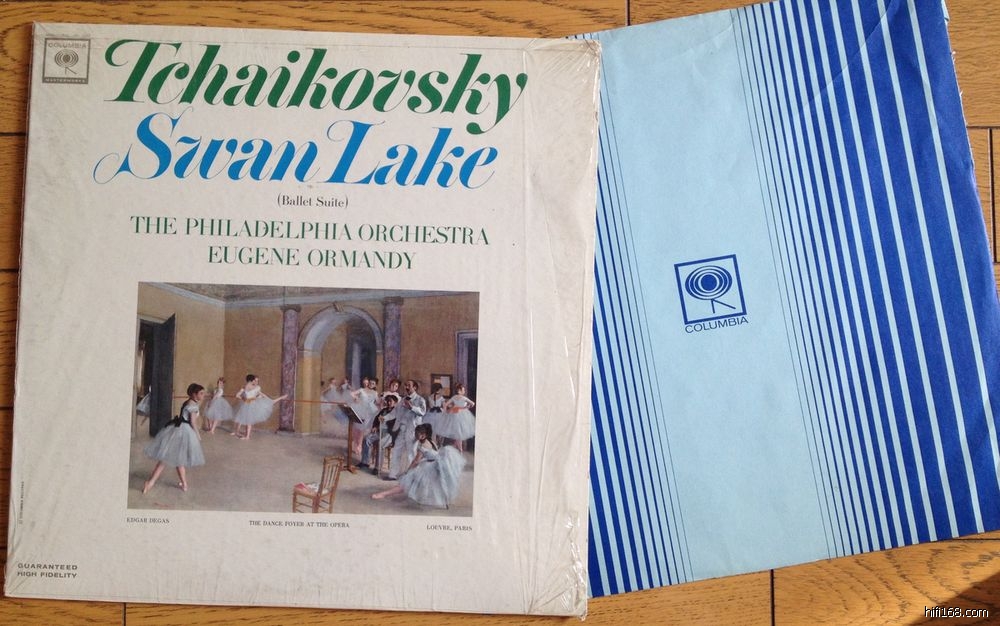 COLUMBIA
MASTERWORKS
Tchaikovsky
Swan Lake
(Ballet Suite)
THE PHILADELPHIA ORCHESTRA
EUGENE ORMANDY
EDGAR DEGAS
THE DANCE FOYER AT THE OPERA
LOUVRE, PARIS
GUARANTEED
HIGH FIDELITY
COLUMBIA
hifi168.com